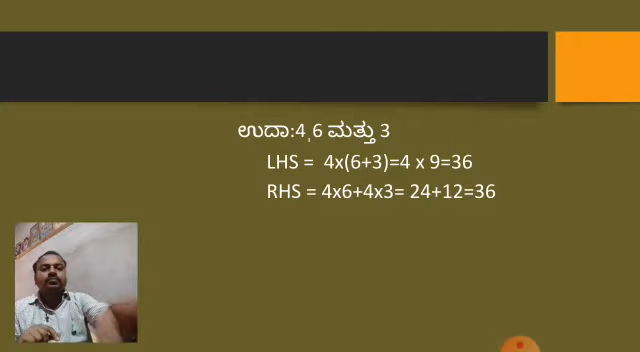 ಉದಾ:4,6 ಮತ್ತು 3
LHS = 4x(6+3)=4 x 9=36
RHS = 4x6+4x3= 24+12=36